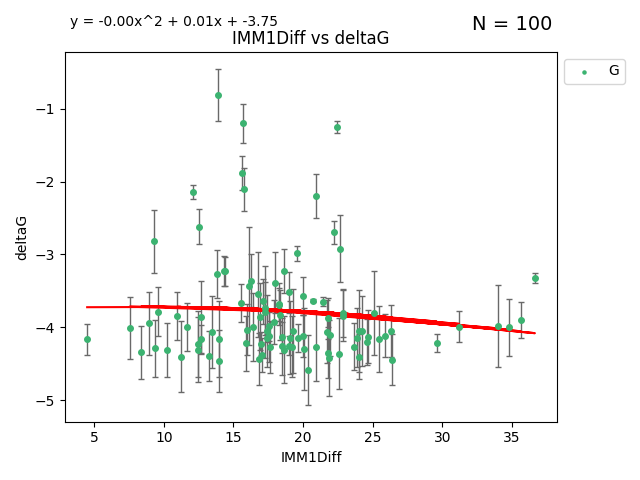 y = -0.00x^2 + 0.01x + -3.75
N = 100
IMM1Diff vs deltaG
G
deltaG
−1
−2
−3
−4
−5
5 10 15 20 25 30 35
IMM1Diff